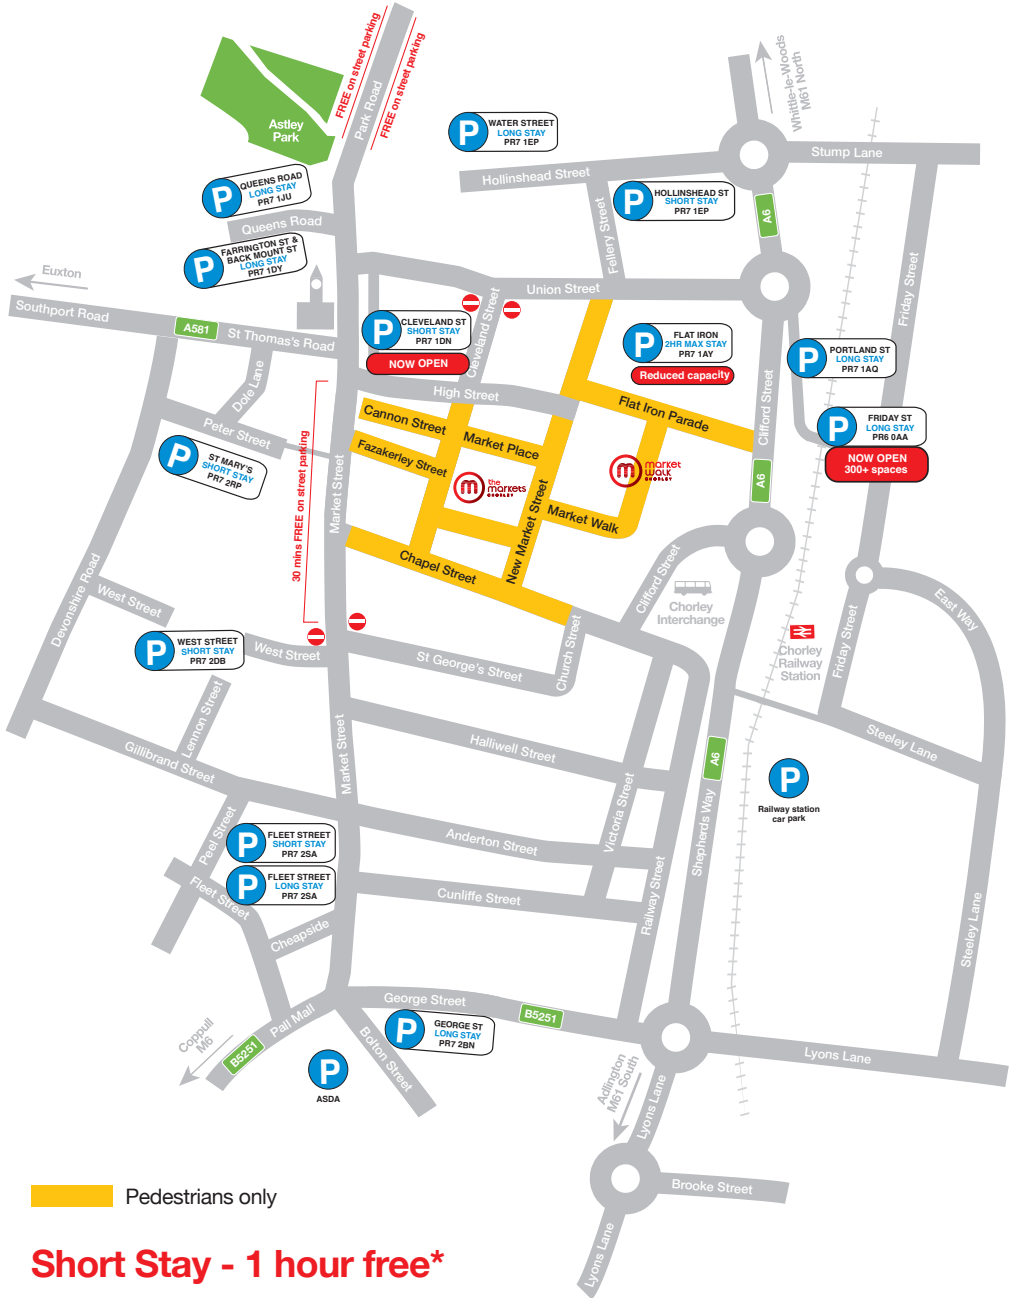 FREE on street parking
Park Road
FREE on street parking
Whittle-le-Woods
M61 North
Astley
Park
P
WATER STREET
LONG STAY
PR7 1EP
Stump Lane
Hollinshead Street
P
QUEENS ROAD
LONG STAY
PR7 1JU
P
HOLLINSHEAD ST
SHORT STAY
PR7 1EP
A6
Queens Road
Fellery Street
P
FARRINGTON ST &
BACK MOUNT ST
LONG STAY
PR7 1DY
Euxton
Friday Street
Union Street
Southport Road
A581
St Thomas's Road
P
CLEVELAND ST
SHORT STAY
PR7 1DN
NOW OPEN
Cleveland Street
P
FLAT IRON
2HR MAX STAY
PR7 1AY
Reduced capacity
P
PORTLAND ST
LONG STAY
PR7 1AQ
Dole Lane
High Street
Flat Iron Parade
Clifford Street
P
FRIDAY ST
LONG STAY
PR6 0AA
NOW OPEN
300+ spaces
Peter Street
Cannon Street
Market Place
Fazakerley Street
P
ST MARY'S
SHORT STAY
PR7 2RP
30 mins FREE on street parking
Market Street
the
markets
CHORLEY
market
walk
CHORLEY
A6
New Market Street
Market Walk
Chapel Street
Clifford Street
Chorley
Interchange
Devonshire Road
West Street
East Way
Friday Street
Chorley
Railway
Station
P
WEST STREET
SHORT STAY
PR7 2DB
West Street
St George's Street
Church Street
Lennon Street
Gillibrand Street
Market Street
Halliwell Street
A6
Steeley Lane
P
Railway station
car park
Peel Street
P
FLEET STREET
SHORT STAY
PR7 2SA
Anderton Street
Victoria Street
Shepherds Way
P
FLEET STREET
LONG STAY
PR7 2SA
Fleet Street
Cunliffe Street
Railway Street
Cheapside
Steeley Lane
George Street
B5251
Pall Mall
Coppull
M6
B5251
P
GEORGE ST
LONG STAY
PR7 2BN
Bolton Street
Lyons Lane
P
ASDA
Adlington
M61 South
Lyons Lane
Brooke Street
Pedestrians only
Lyons Lane
Short Stay - 1 hour free*